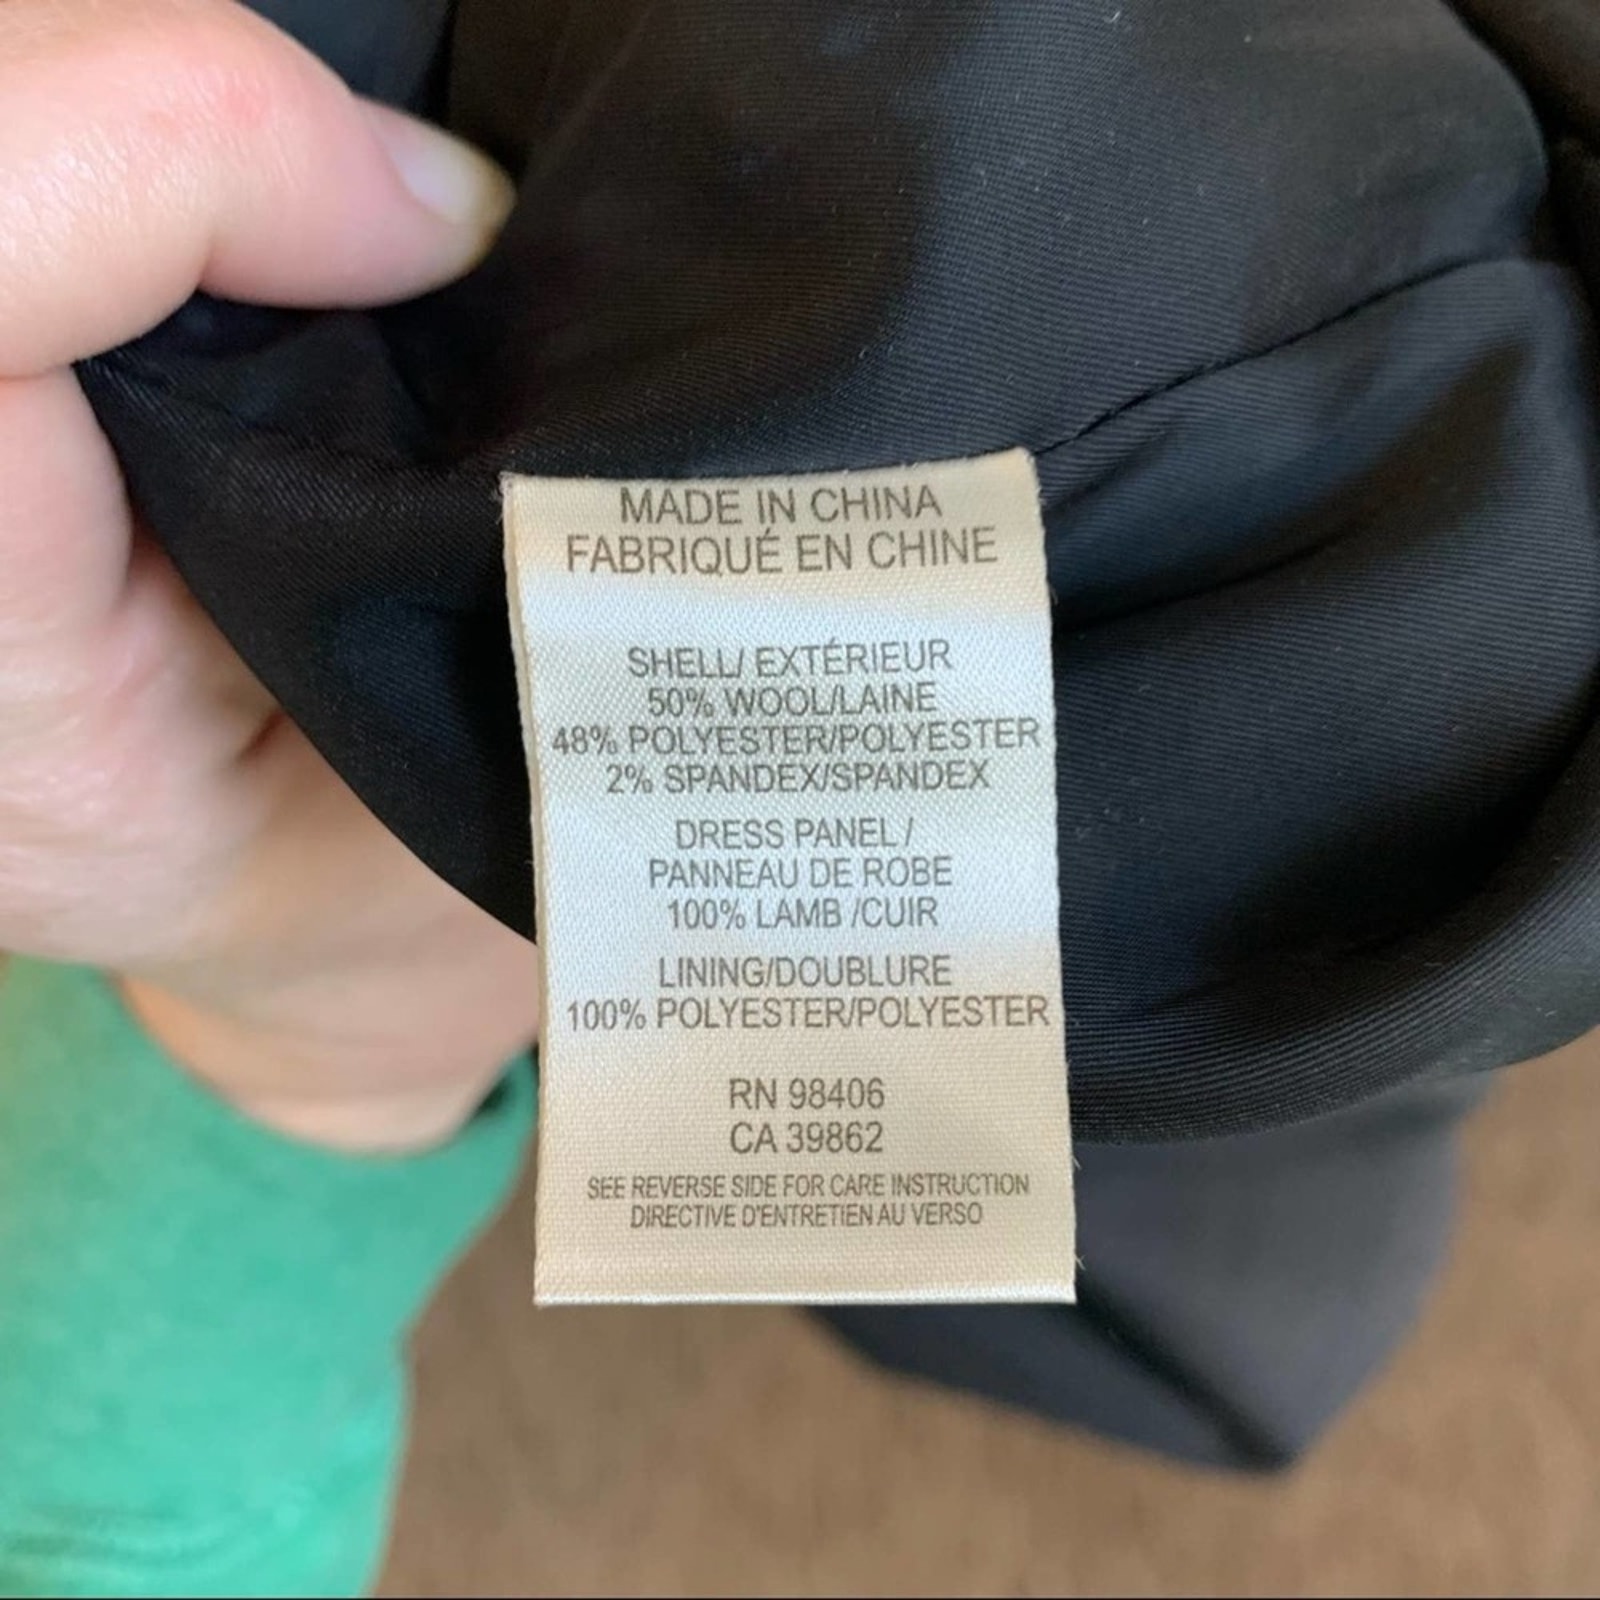 MADE IN CHINA
FABRIQUÉ EN CHINE
SHELL/ EXTÉRIEUR
50% WOOL/LAINE
48% POLYESTER/POLYESTER
2% SPANDEX/SPANDEX
DRESS PANEL /
PANNEAU DE ROBE
100% LAMB /CUIR
LINING/DOUBLURE
100% POLYESTER/POLYESTER
RN 98406
CA 39862
SEE REVERSE SIDE FOR CARE INSTRUCTION
DIRECTIVE D'ENTRETIEN AU VERSO